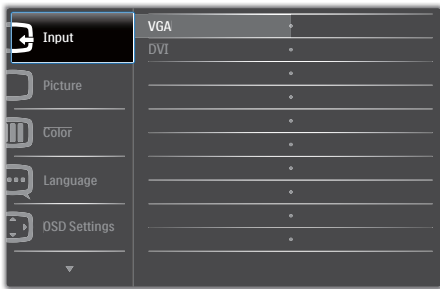 Input
VGA
DVI
Picture
Color
Language
OSD Settings